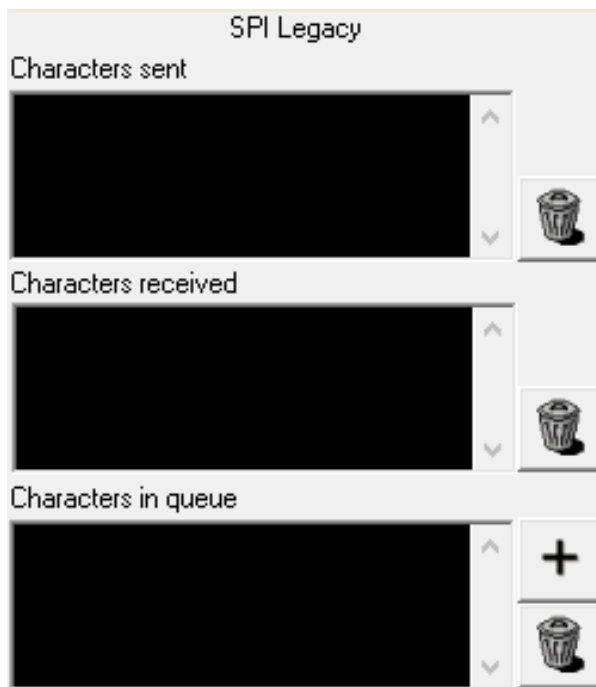 SPI Legacy
Characters sent
Characters received
Characters in queue
+